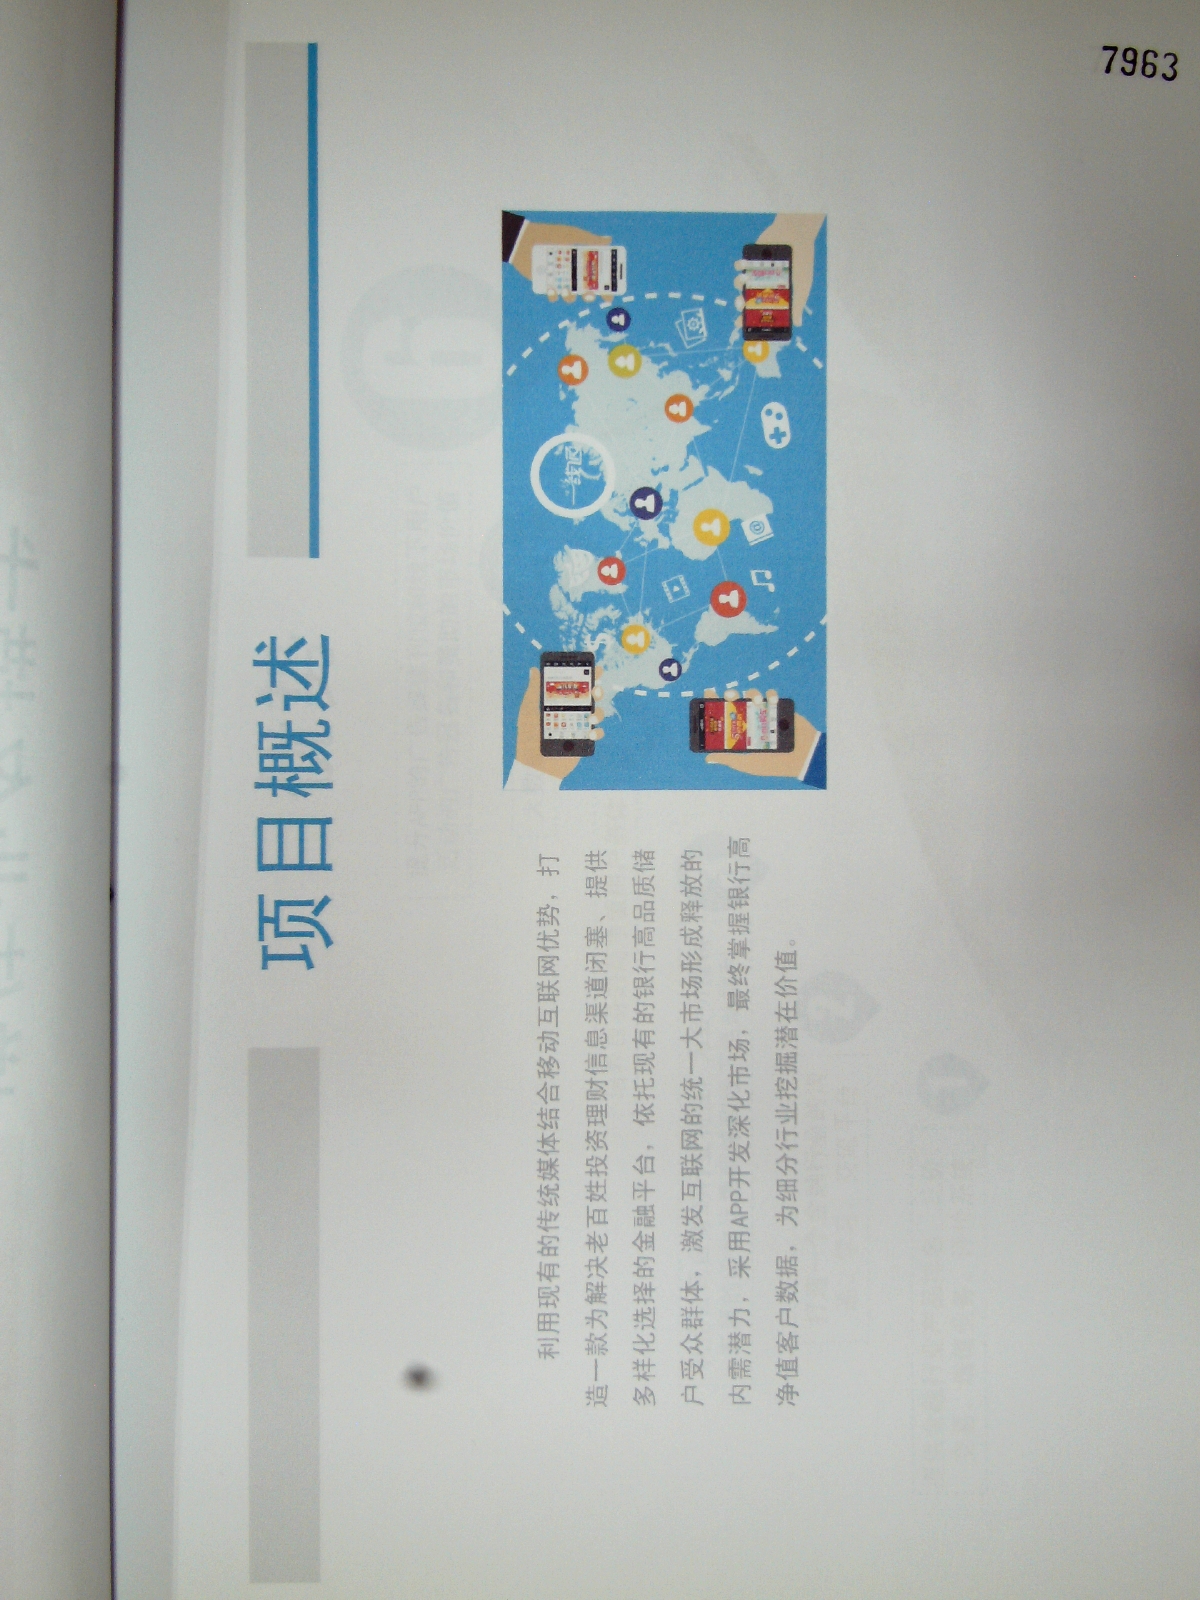 7963
项目概述
利用现有的传统媒体结合移动互联网优势，打
造一款为解决老百姓投资理财信息渠道闭塞、提供
多样化选择的金融平台，依托现有的银行高品质储
户受众群体，激发互联网的统一大市场形成释放的
内需潜力，采用APP开发深化市场，最终掌握银行高
净值客户数据，为细分行业挖掘潜在价值。